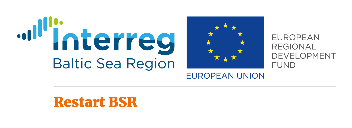 Interreg
Baltic Sea Region
EUROPEAN UNION
EUROPEAN
REGIONAL
DEVELOPMENT
FUND
Restart BSR